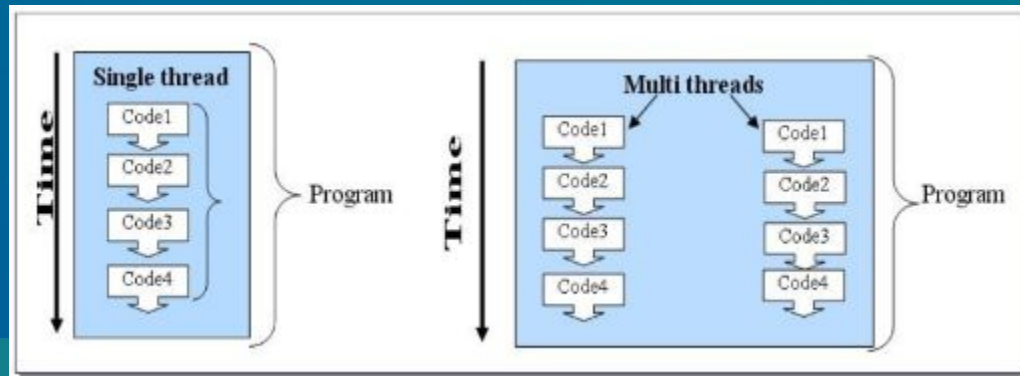 Time
Single thread
Code1
Code2
Code3
Code4
Program
Time
Multi threads
Code1
Code2
Code3
Code4
Code1
Code2
Code3
Code4
Program